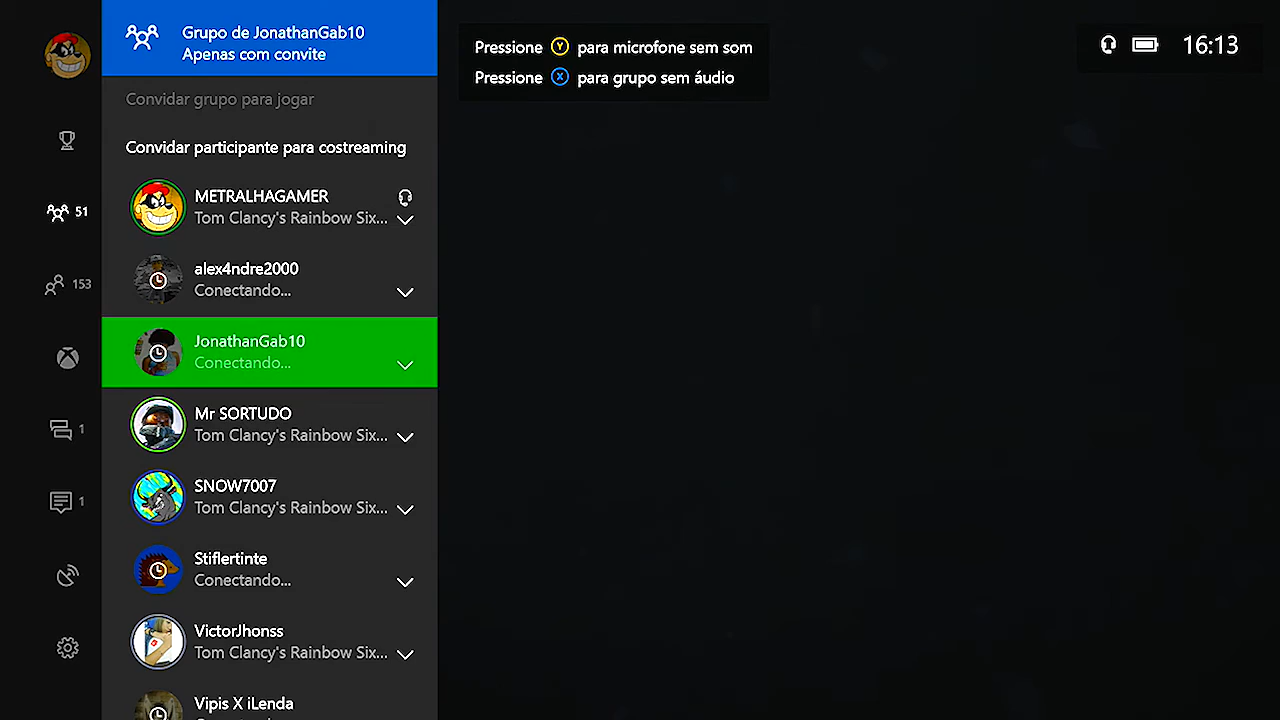 Grupo de JonathanGab10
Apenas com convite
Convidar grupo para jogar
Convidar participante para costreaming
METRALHAGAMER
Tom Clancy's Rainbow Six...
alex4ndre2000
Conectando...
JonathanGab10
Conectando...
Mr SORTUDO
Tom Clancy's Rainbow Six...
SNOW7007
Tom Clancy's Rainbow Six...
Stiflertinte
Conectando...
VictorJhonss
Tom Clancy's Rainbow Six...
Vipis X iLenda
51
153
1
1
Pressione Y para microfone sem som
Pressione X para grupo sem áudio
16:13